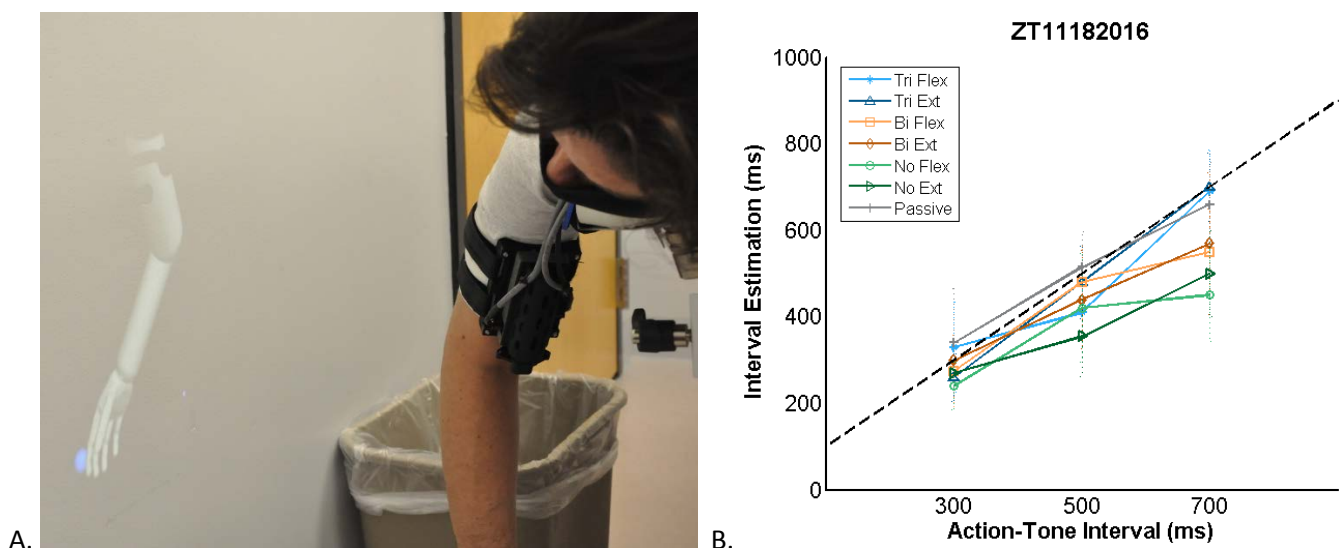 A.
B.
ZT11182016
Interval Estimation (ms)
1000
800
600
400
200
0
Tri Flex
Tri Ext
Bi Flex
Bi Ext
No Flex
No Ext
Passive
300 500 700
Action-Tone Interval (ms)